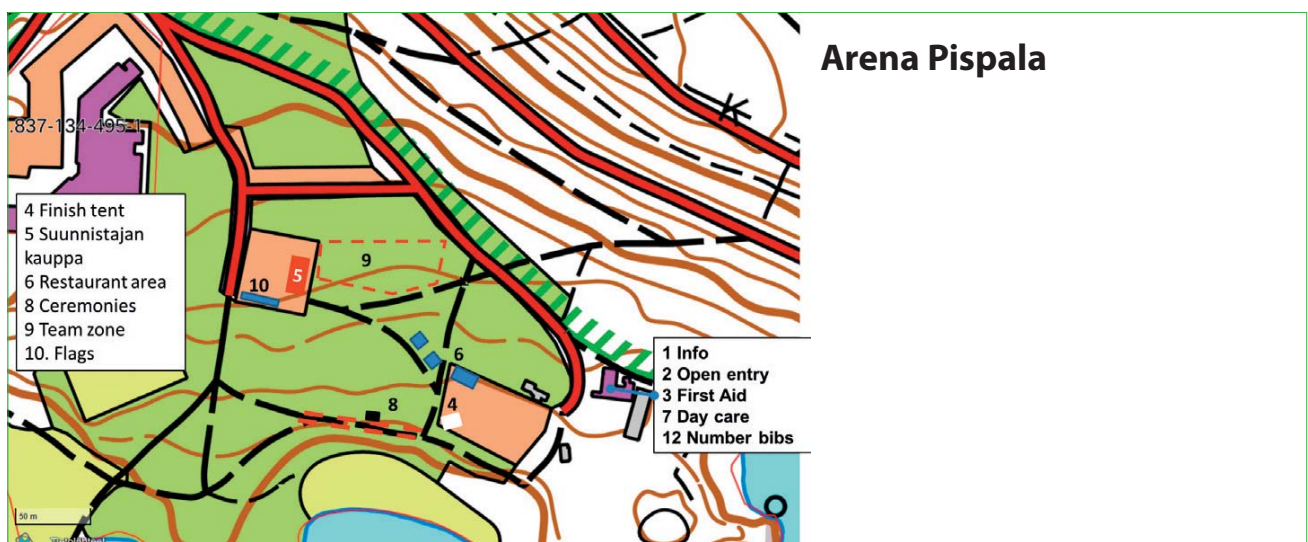 Arena Pispala
.837-134-495-1
4 Finish tent
5 Suunnistajan
kauppa
6 Restaurant area
8 Ceremonies
9 Team zone
10. Flags
9
5
10
6
8
4
1 Info
2 Open entry
3 First Aid
7 Day care
12 Number bibs
50 m